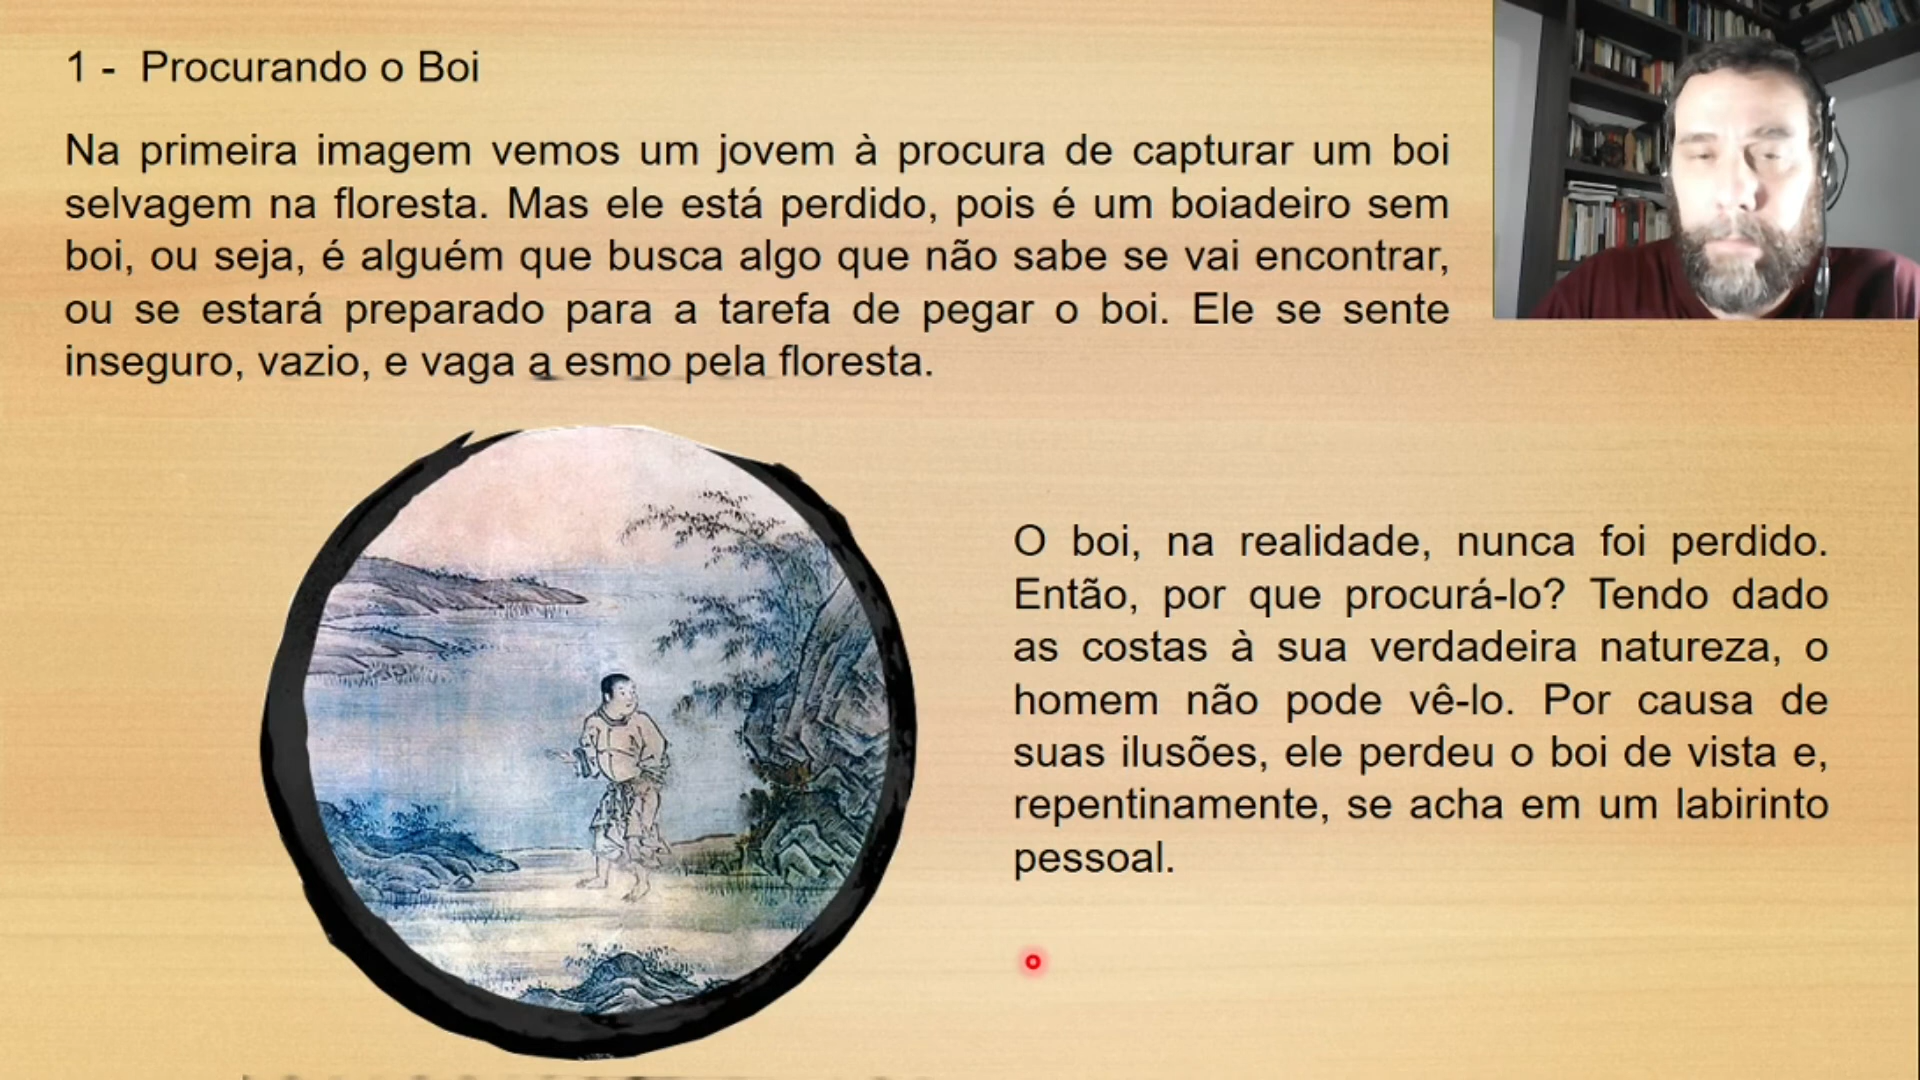 1 - Procurando o Boi
Na primeira imagem vemos um jovem à procura de capturar um boi
selvagem na floresta. Mas ele está perdido, pois é um boiadeiro sem
boi, ou seja, é alguém que busca algo que não sabe se vai encontrar,
ou se estará preparado para a tarefa de pegar o boi. Ele se sente
inseguro, vazio, e vaga a esmo pela floresta.
O boi, na realidade, nunca foi perdido.
Então, por que procurá-lo? Tendo dado
as costas à sua verdadeira natureza, o
homem não pode vê-lo. Por causa de
suas ilusões, ele perdeu o boi de vista e,
repentinamente, se acha em um labirinto
pessoal.